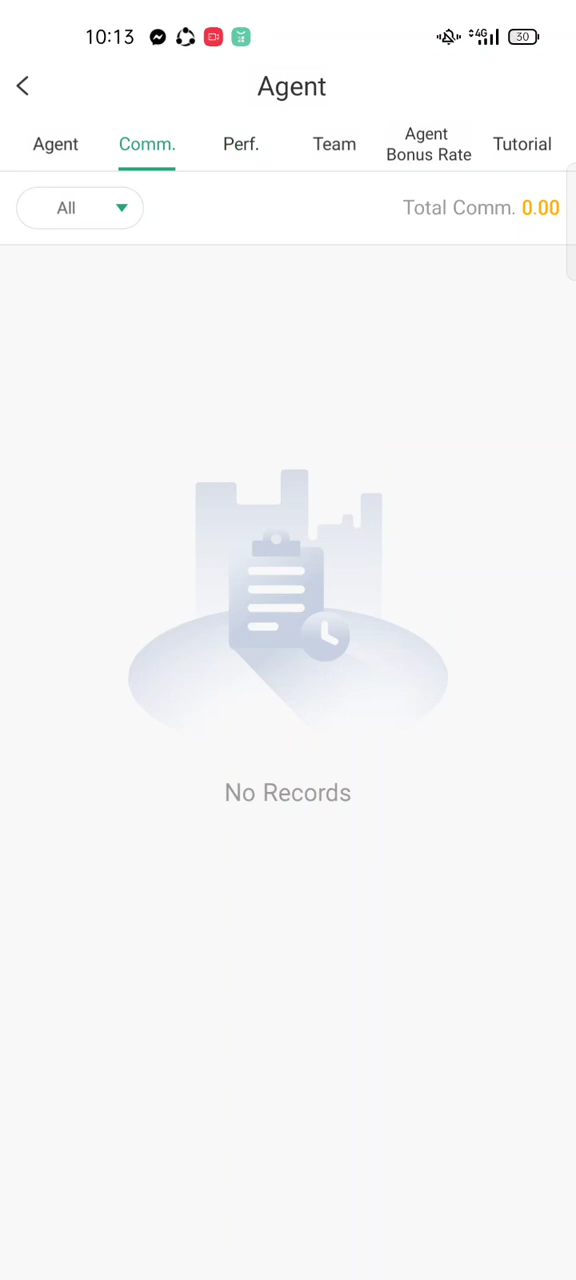 10:13 4G 30
Agent
Agent Comm. Perf. Team Agent Bonus Rate Tutorial
All Total Comm. 0.00
No Records